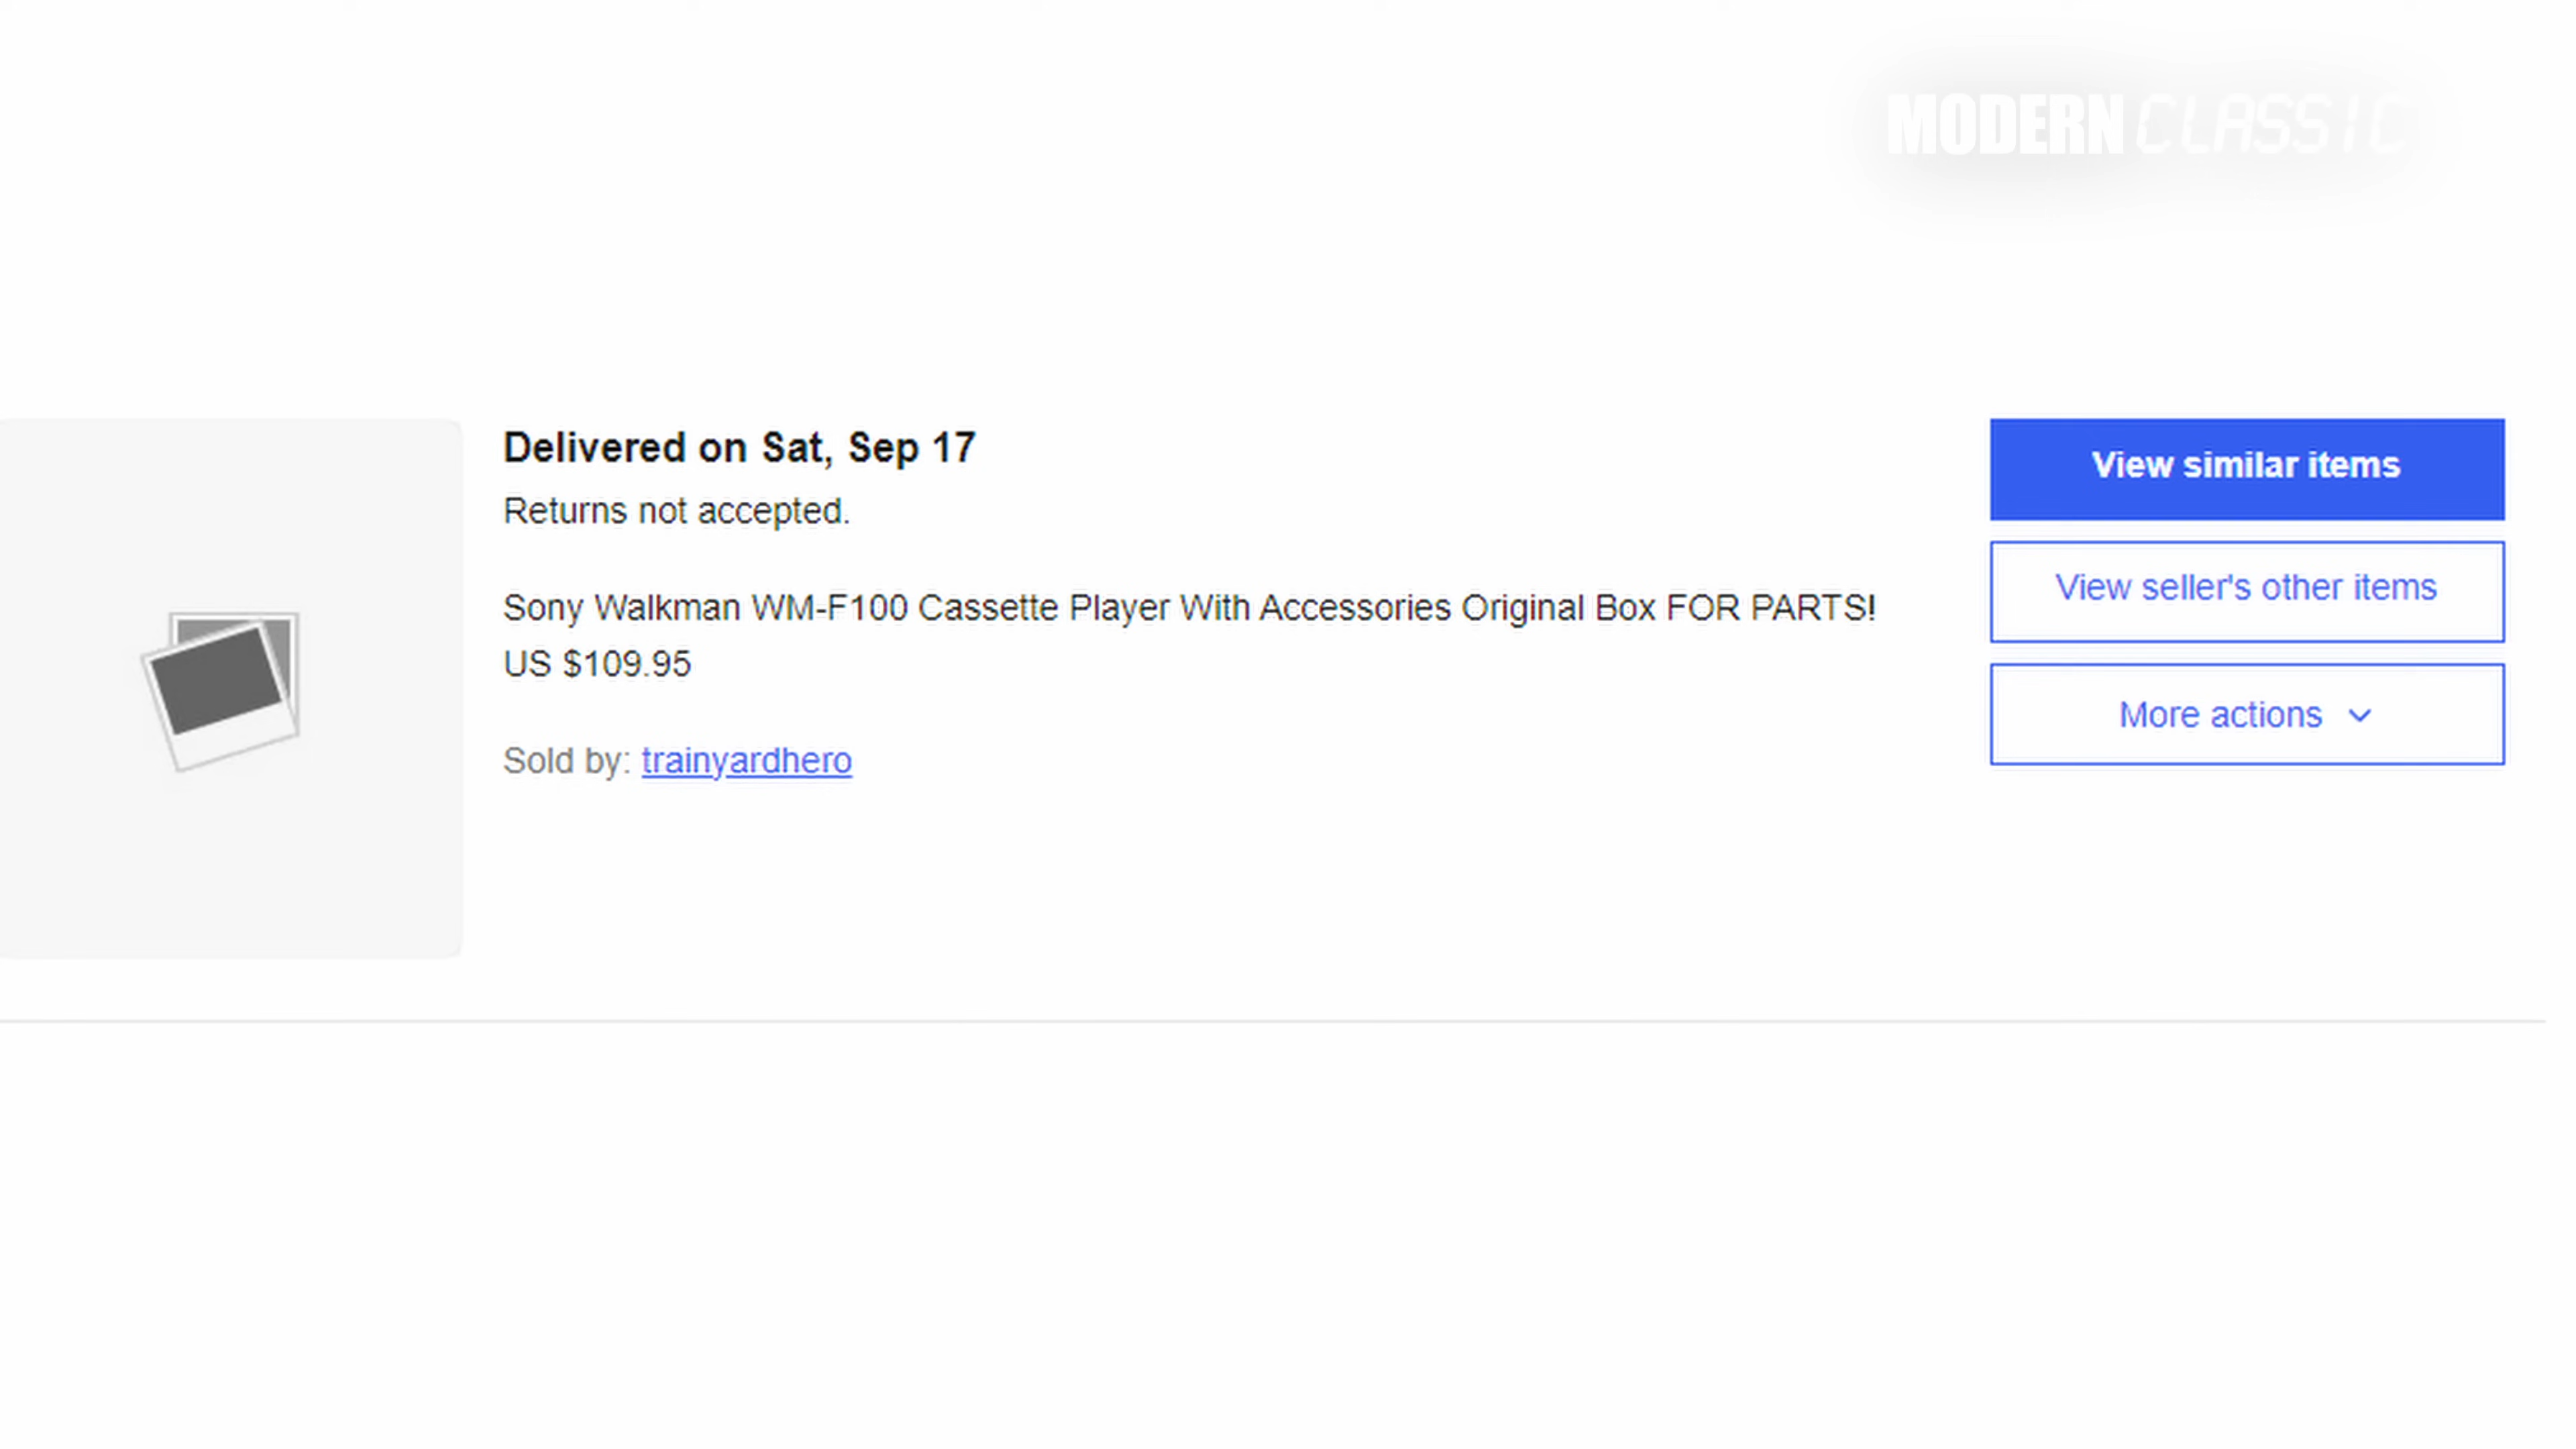 MODERN CLASSIC
Delivered on Sat, Sep 17
Returns not accepted.
Sony Walkman WM-F100 Cassette Player With Accessories Original Box FOR PARTS!
US $109.95
Sold by: trainyardhero
View similar items
View seller's other items
More actions